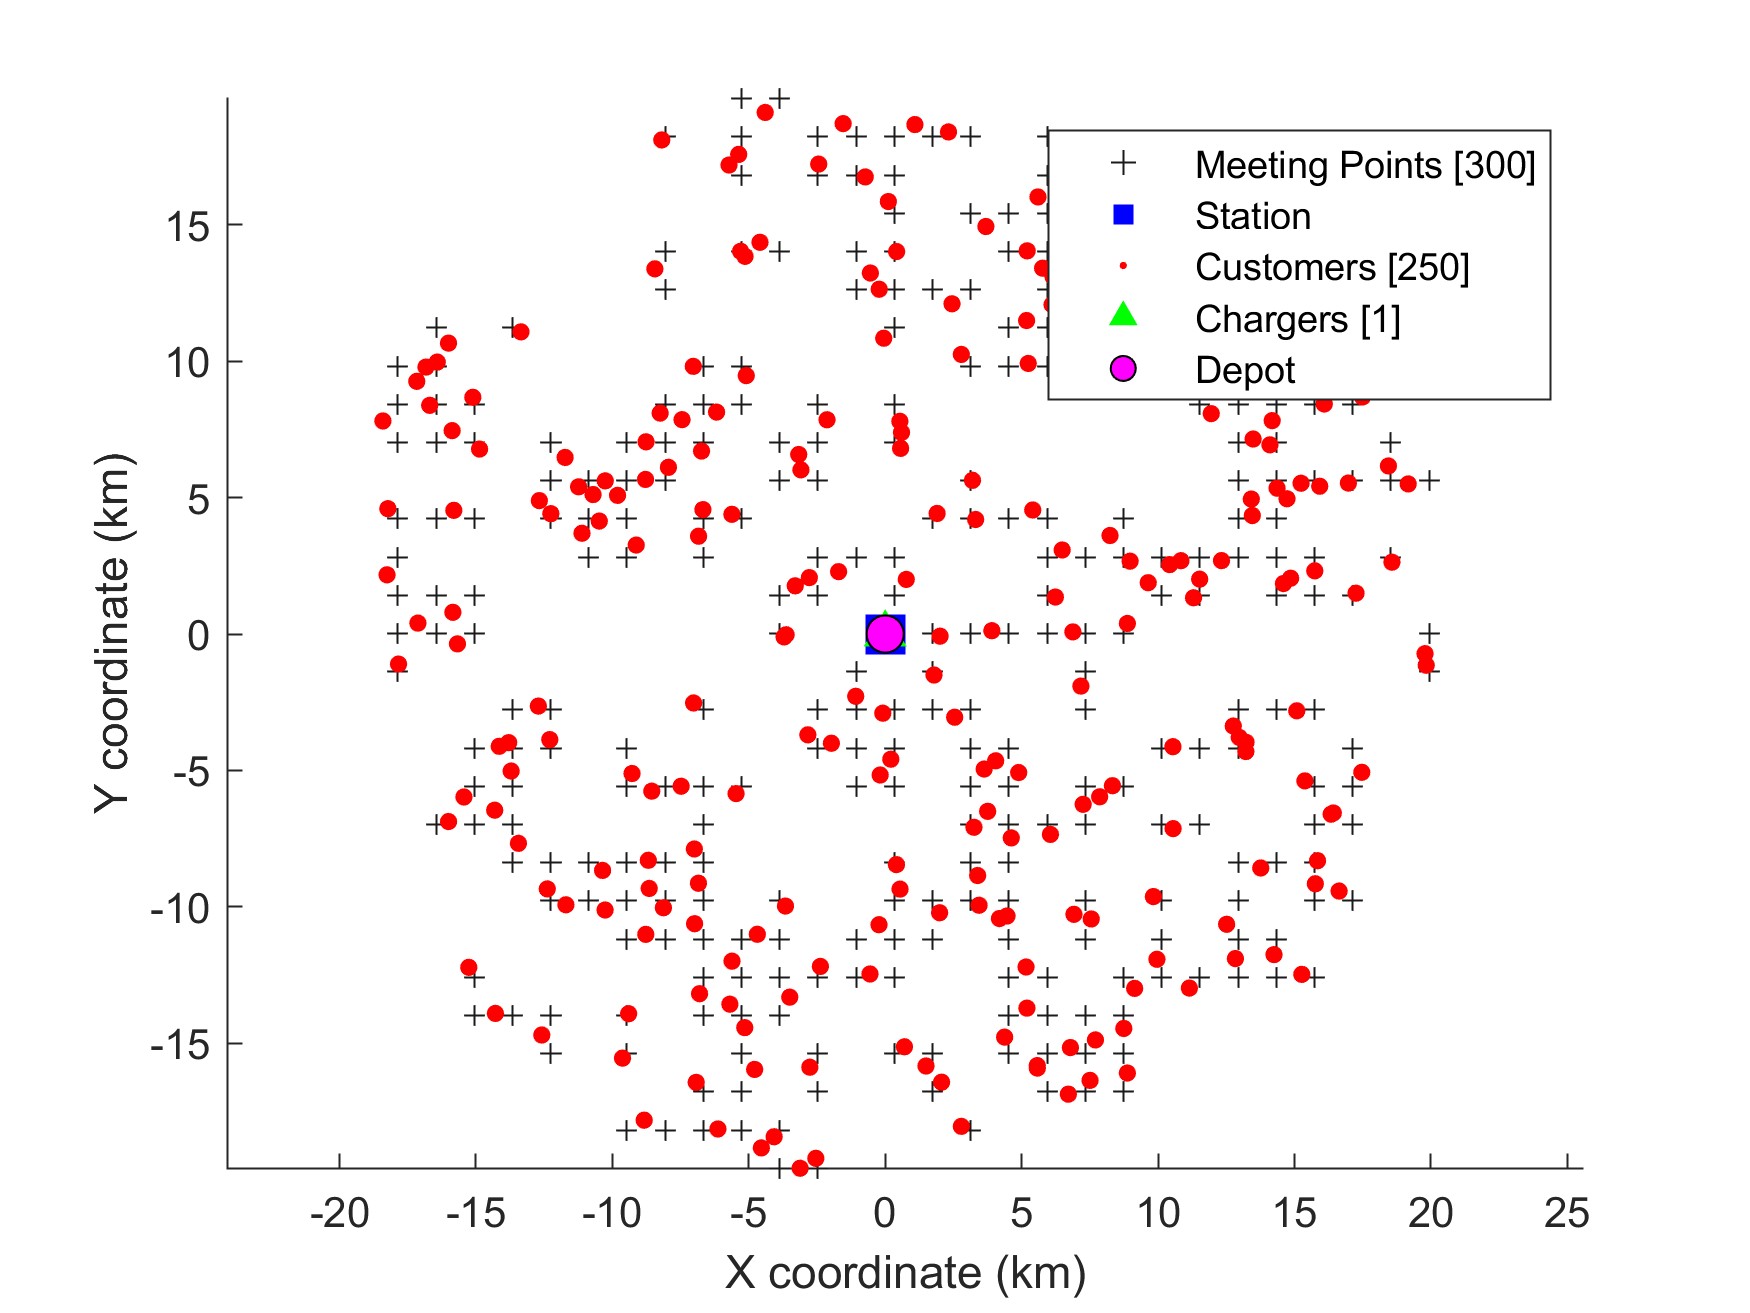 Meeting Points [300]
Station
Customers [250]
Chargers [1]
Depot
15
10
5
0
-5
-10
-15
Y coordinate (km)
-20 -15 -10 -5 0 5 10 15 20 25
X coordinate (km)